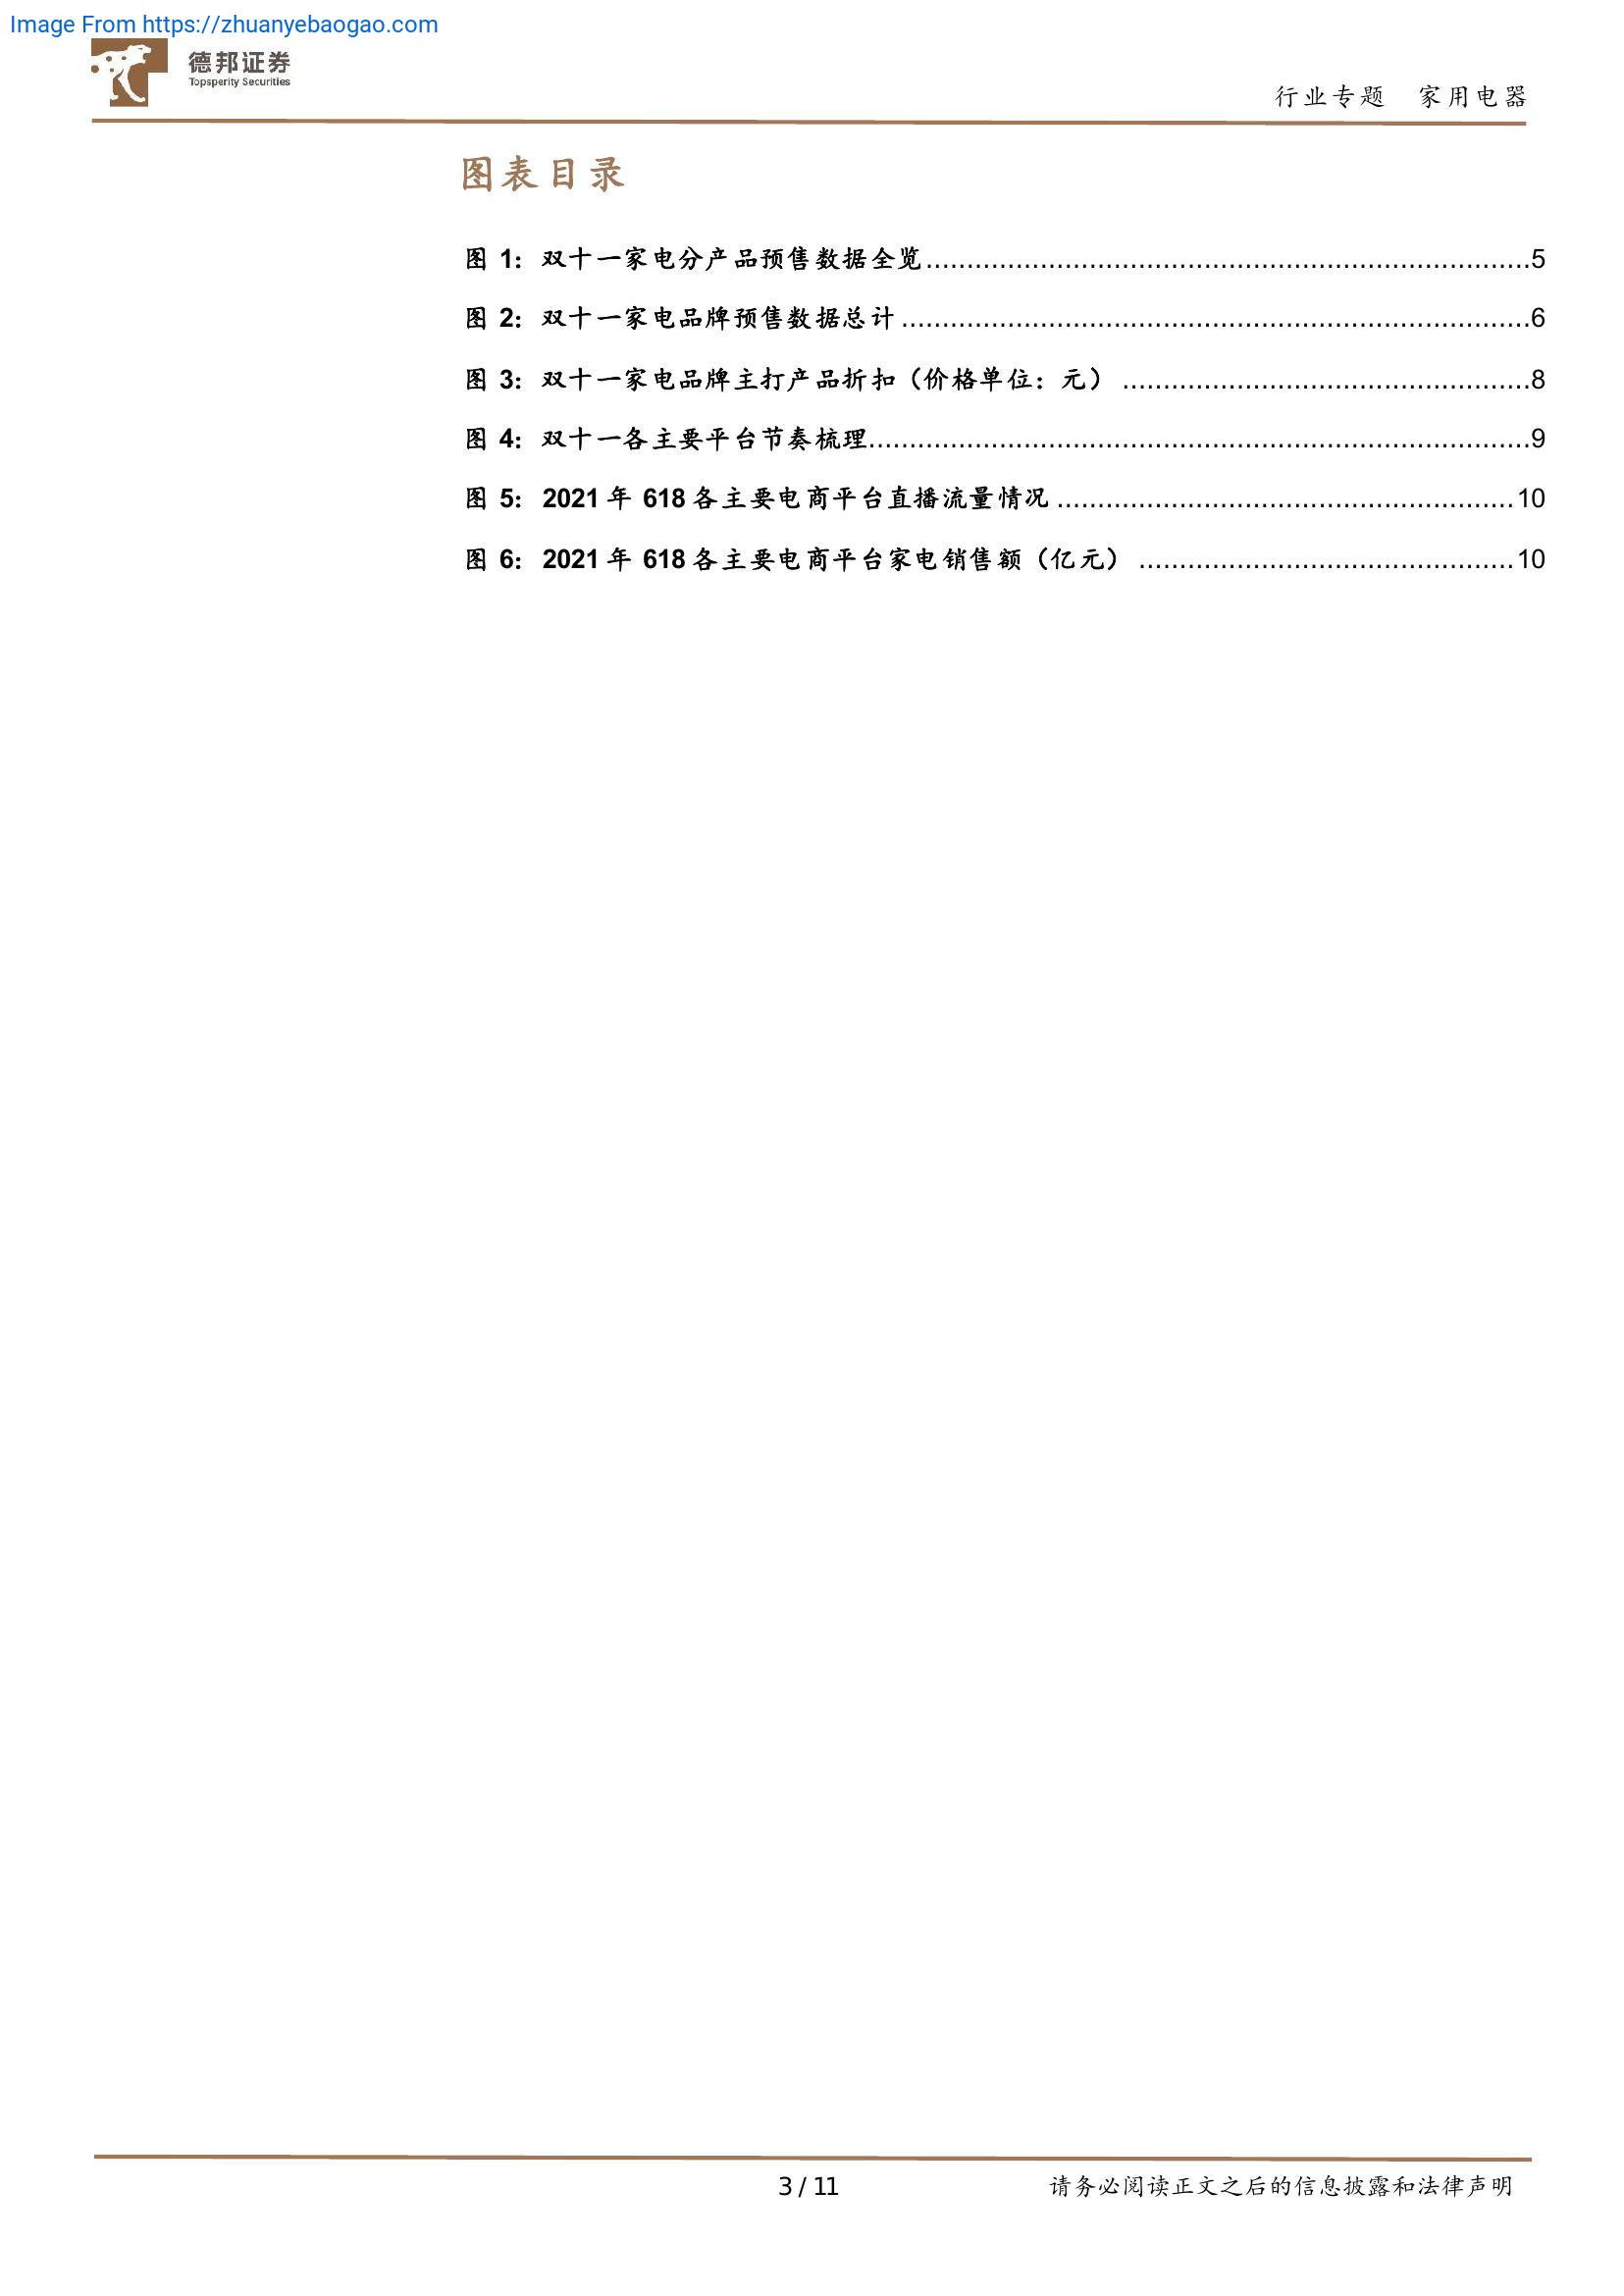 Image From https://zhuanyebaogao.com
德邦证券
Topsperity Securities
行业专题 家用电器
图表目录
图 1：双十一家电分产品预售数据全览..........................................................................5
图 2：双十一家电品牌预售数据总计.............................................................................6
图 3：双十一家电品牌主打产品折扣（价格单位：元）..................................................8
图 4：双十一各主要平台节奏梳理.................................................................................9
图 5：2021 年 618 各主要电商平台直播流量情况........................................................10
图 6：2021 年 618 各主要电商平台家电销售额（亿元）..............................................10
3 / 11
请务必阅读正文之后的信息披露和法律声明